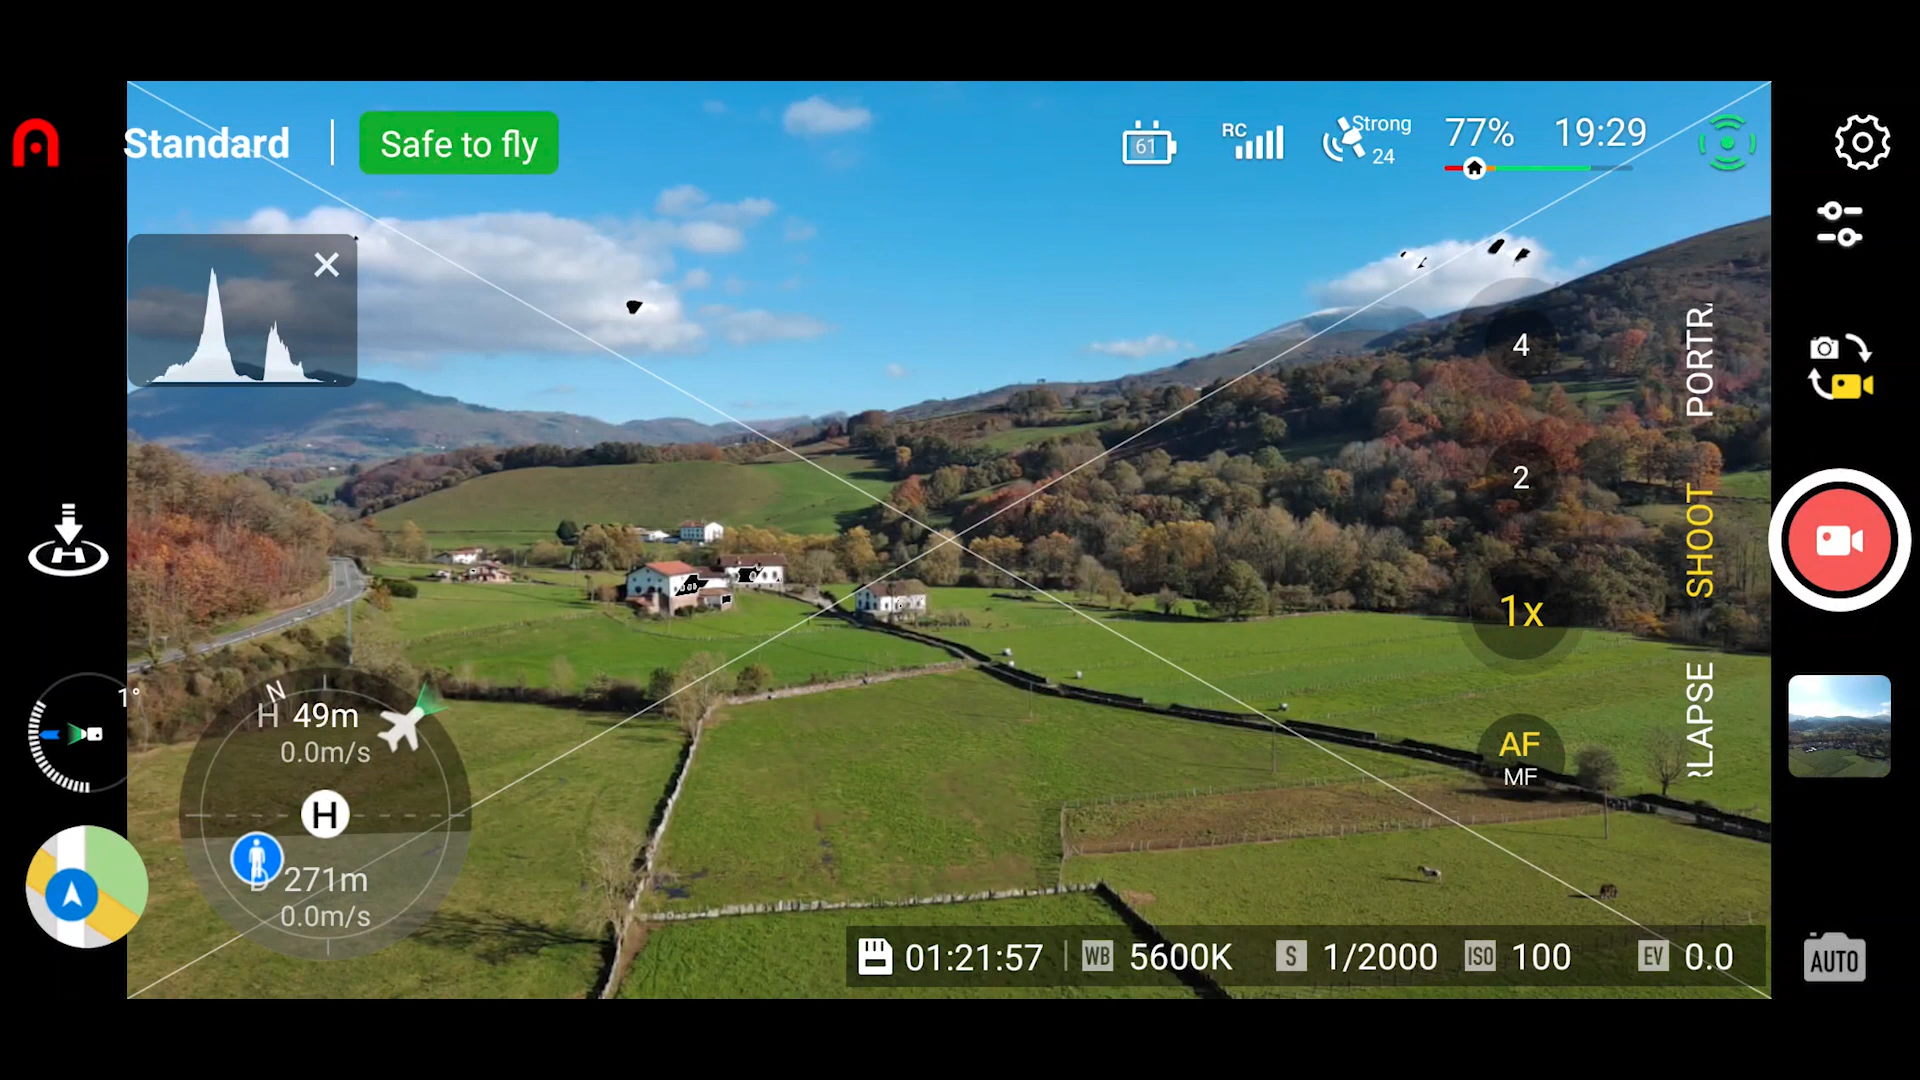 Standard
Safe to fly
61
RC
Strong
24
77%
19:29
4
PORTR
2
SHOOT
1x
LAPSE
AF
MF
1°
N
H 49m
0.0m/s
H
D 271m
0.0m/s
01:21:57
WB 5600K
S 1/2000
ISO 100
EV 0.0
AUTO